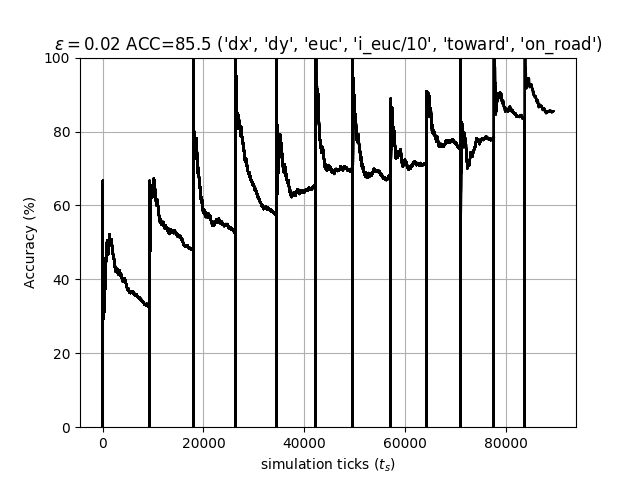 ε = 0.02 ACC=85.5 ('dx', 'dy', 'euc', 'i_euc/10', 'toward', 'on_road')
100
80
60
40
20
0
Accuracy (%)
0 20000 40000 60000 80000
simulation ticks (tₛ)